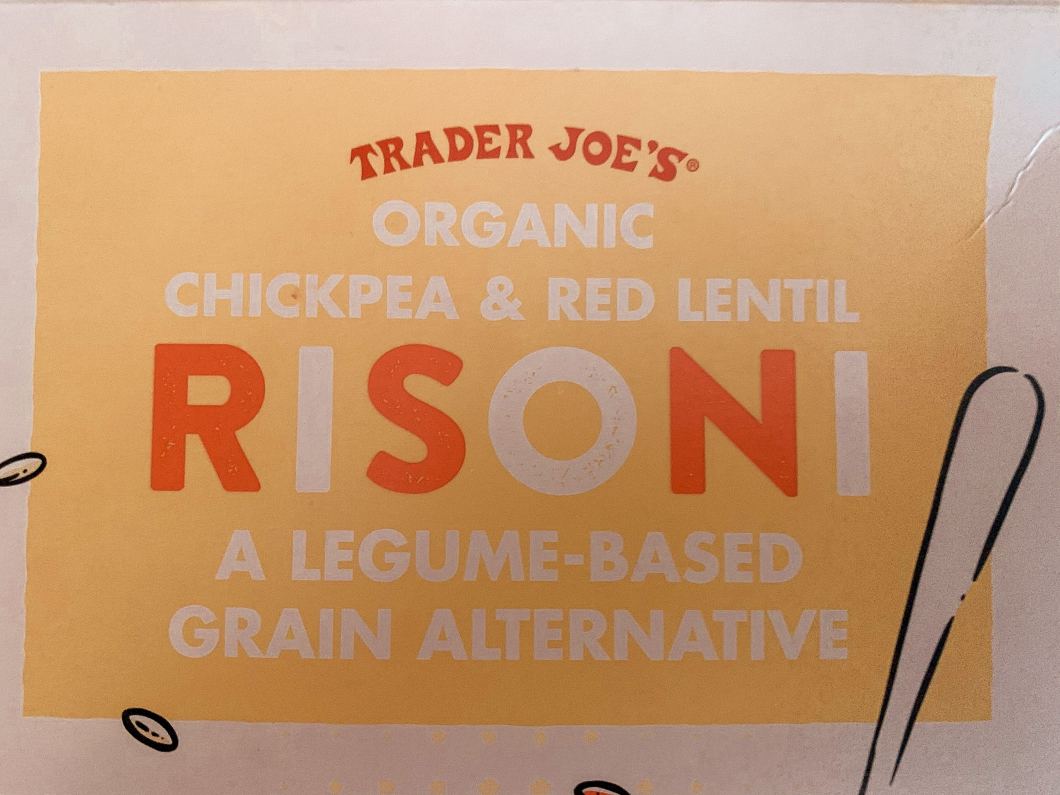 TRADER JOE'S®
ORGANIC
CHICKPEA & RED LENTIL
RISONI
A LEGUME-BASED
GRAIN ALTERNATIVE